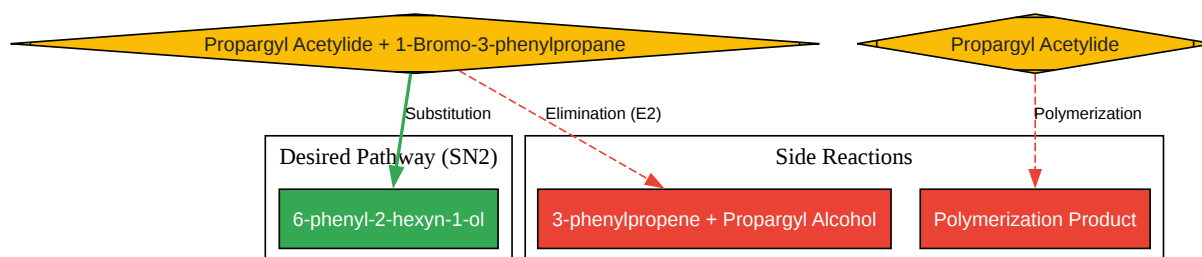 Propargyl Acetylide + 1-Bromo-3-phenylpropane
Propargyl Acetylide
Substitution
Elimination (E2)
Polymerization
Desired Pathway (SN2)
Side Reactions
6-phenyl-2-hexyn-1-ol
3-phenylpropene + Propargyl Alcohol
Polymerization Product